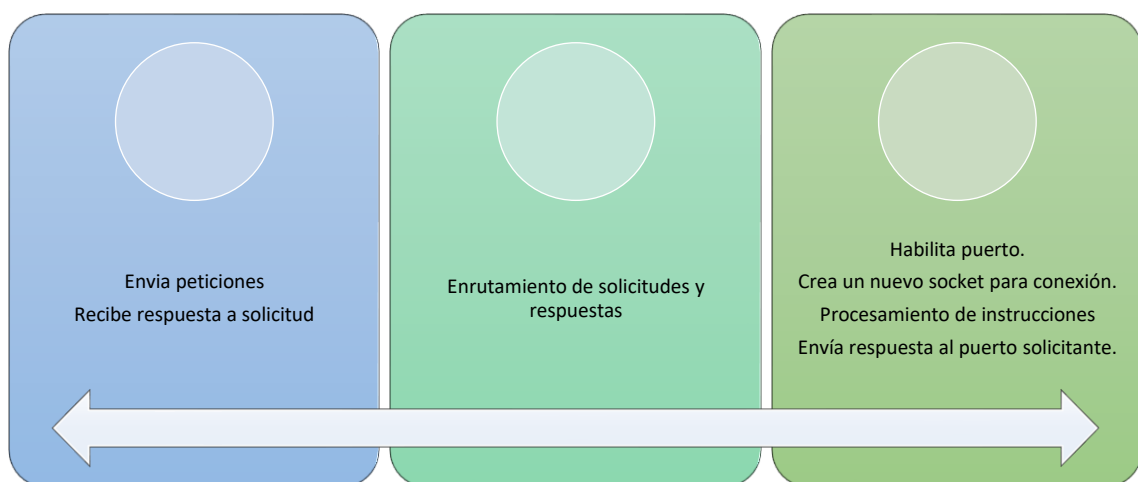 Envia peticiones
Recibe respuesta a solicitud
Enrutamiento de solicitudes y
respuestas
Habilita puerto.
Crea un nuevo socket para conexión.
Procesamiento de instrucciones
Envía respuesta al puerto solicitante.